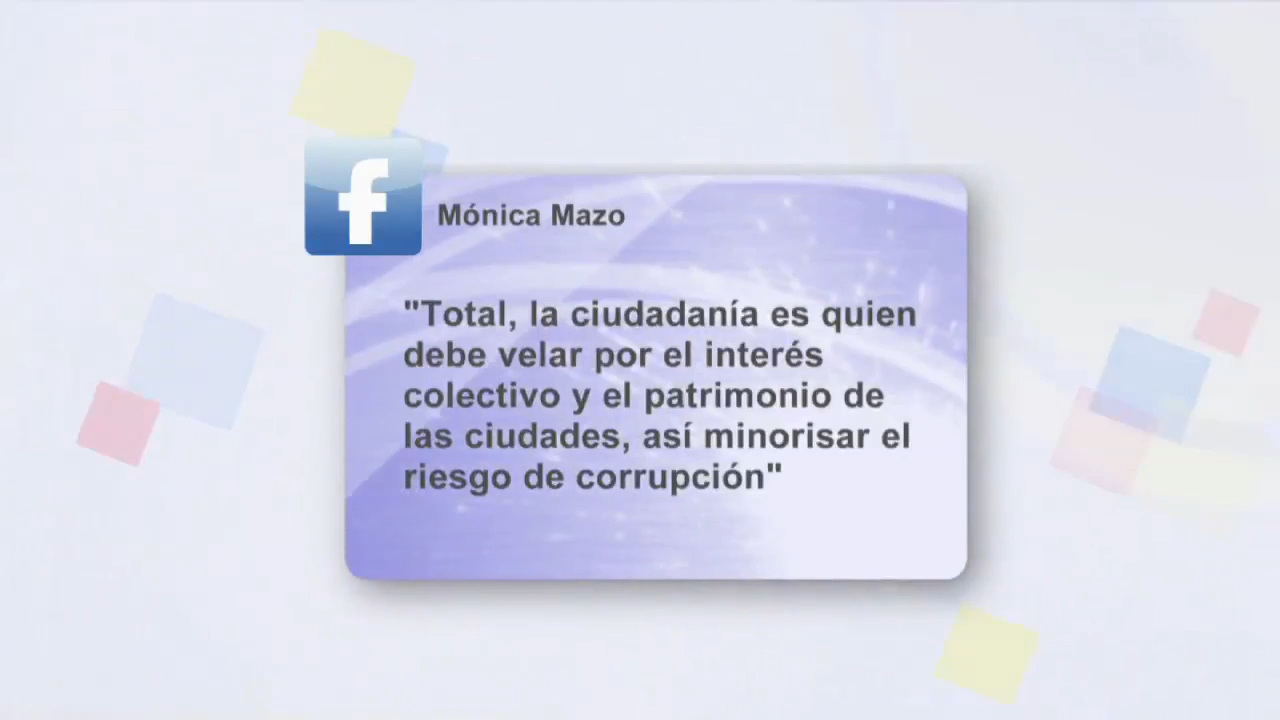 f
Mónica Mazo
"Total, la ciudadanía es quien
debe velar por el interés
colectivo y el patrimonio de
las ciudades, así minorisar el
riesgo de corrupción"